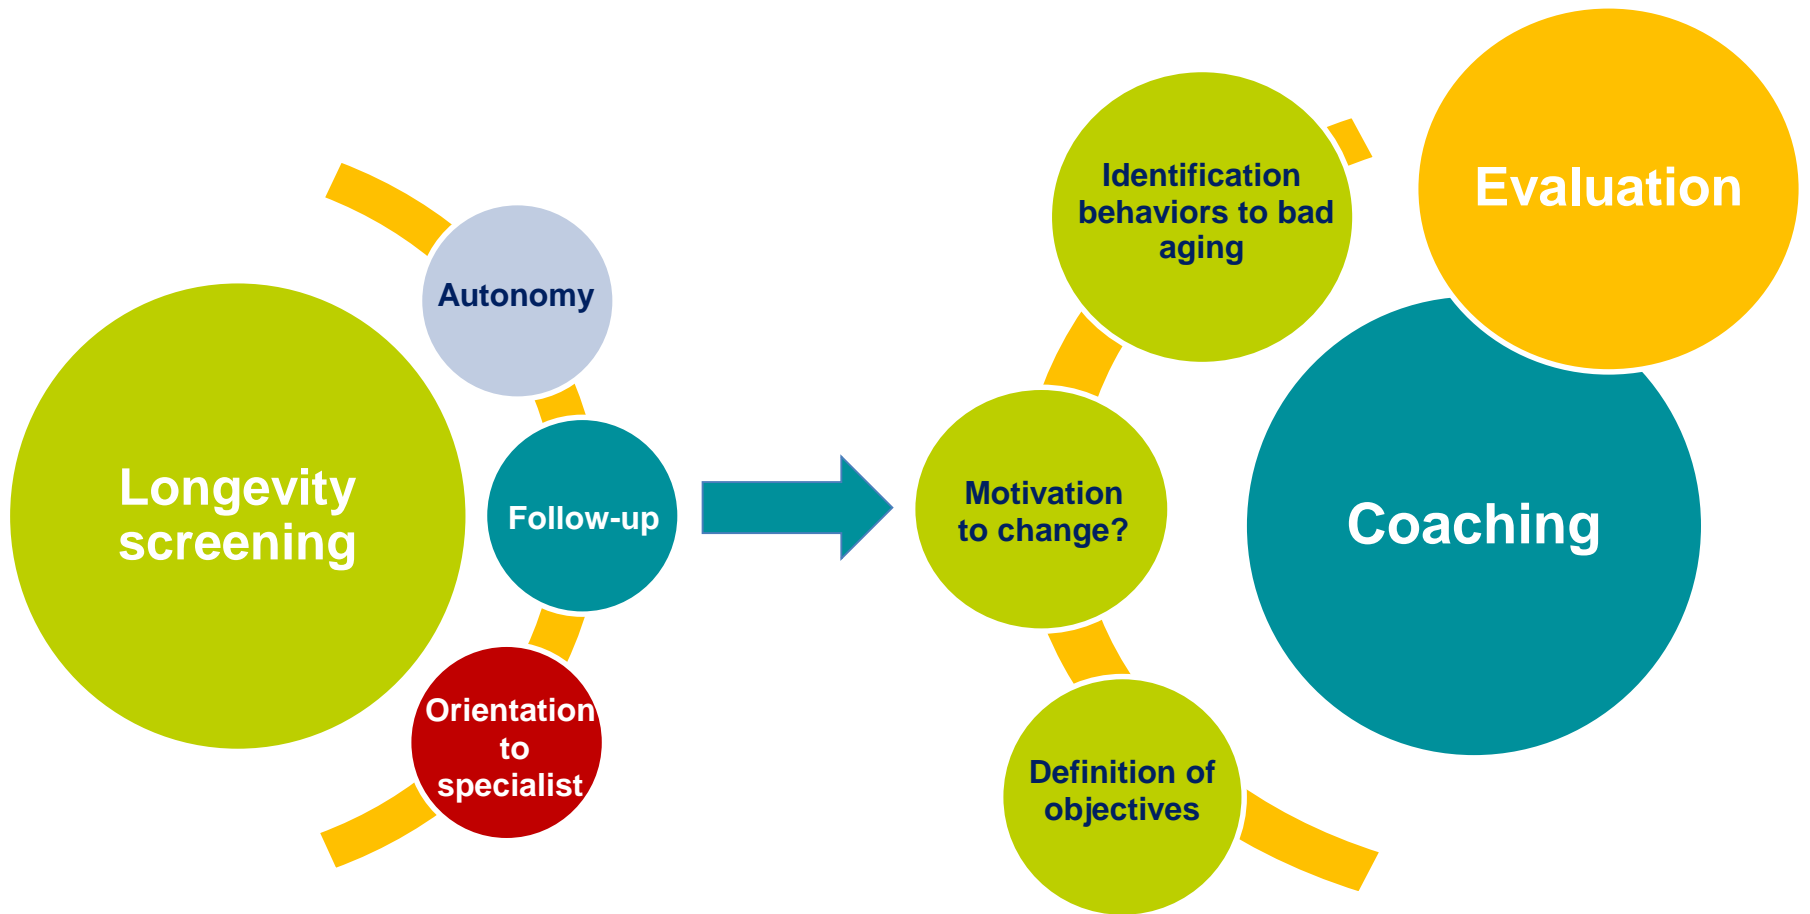 Longevity
screening
Autonomy
Follow-up
Orientation
to
specialist
Identification
behaviors to bad
aging
Motivation
to change?
Definition of
objectives
Evaluation
Coaching